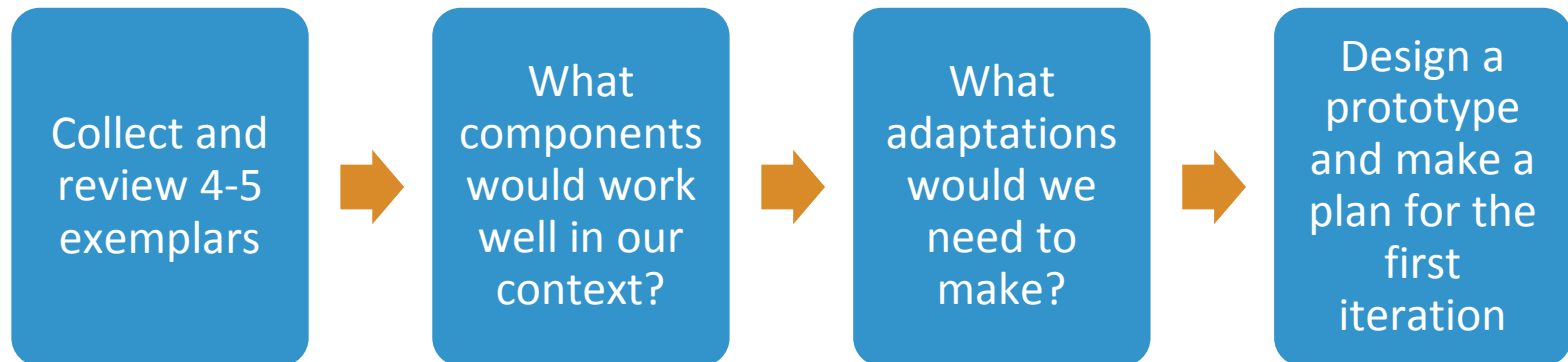 Collect and
review 4-5
exemplars
What
components
would work
well in our
context?
What
adaptations
would we
need to
make?
Design a
prototype
and make a
plan for the
first
iteration